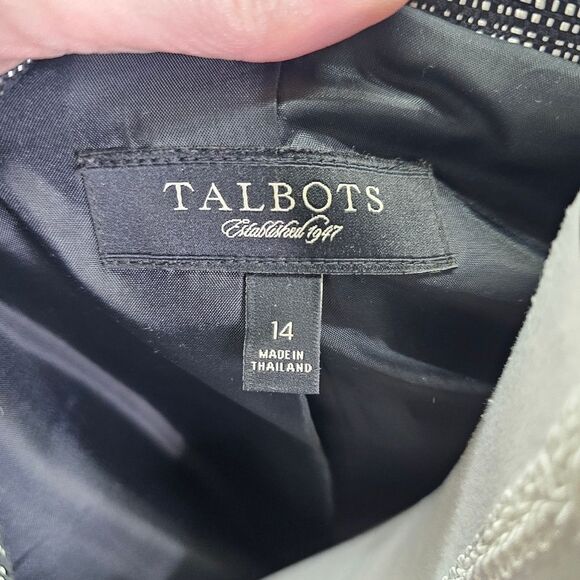 TALBOTS
Established 1947
14
MADE IN
THAILAND